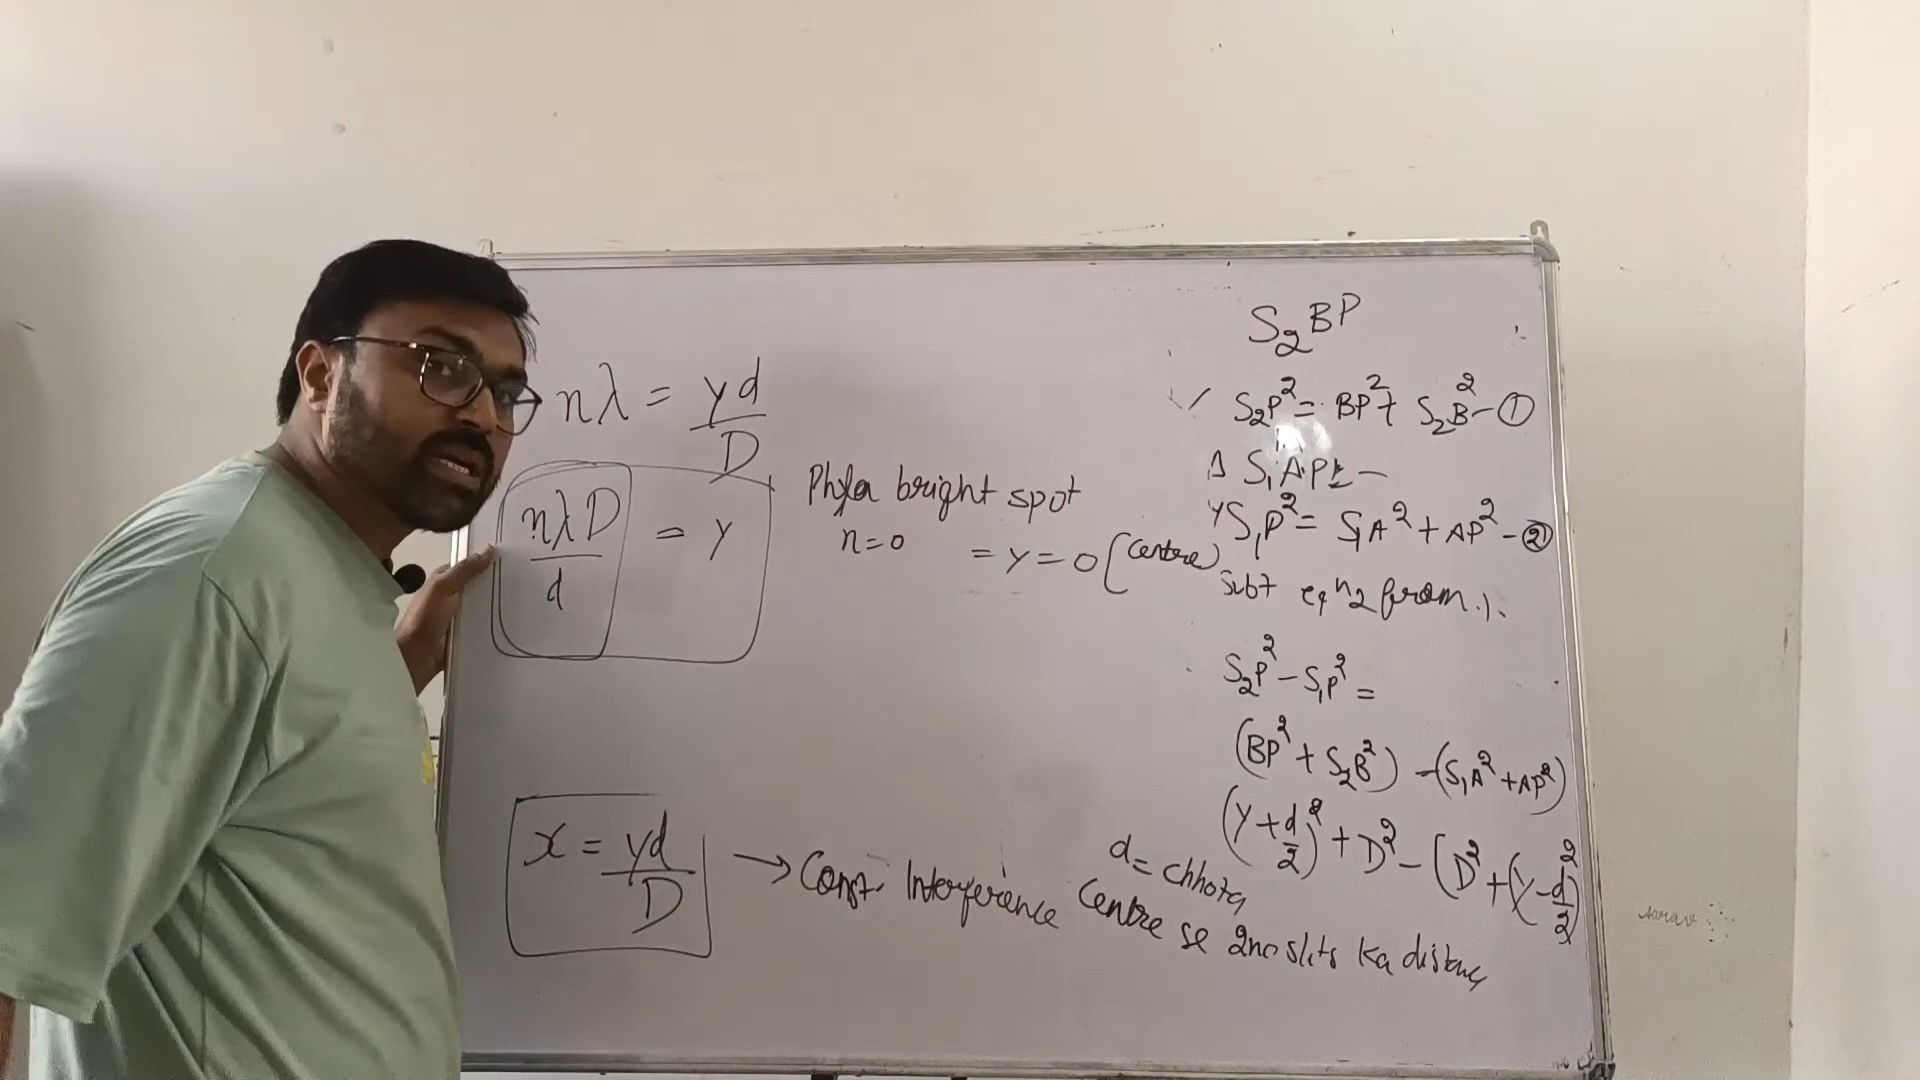 nλ = yd/D
nλD/d = y
Phla bright spot
n=0 = y = 0 (Centre)
x = yd/D → Const. Interference
d = chhota
Centre se 2no slits ka distance
S₂BP
✓ S₂P² = BP² + S₂B² - ①
Δ S₁AP -
S₁P² = S₁A² + AP² - ②
Subt eqⁿ 2 from 1.
S₂P² - S₁P² =
(BP² + S₂B²) - (S₁A² + AP²)
(y + d/2)² + D² - (D² + (y - d/2)²